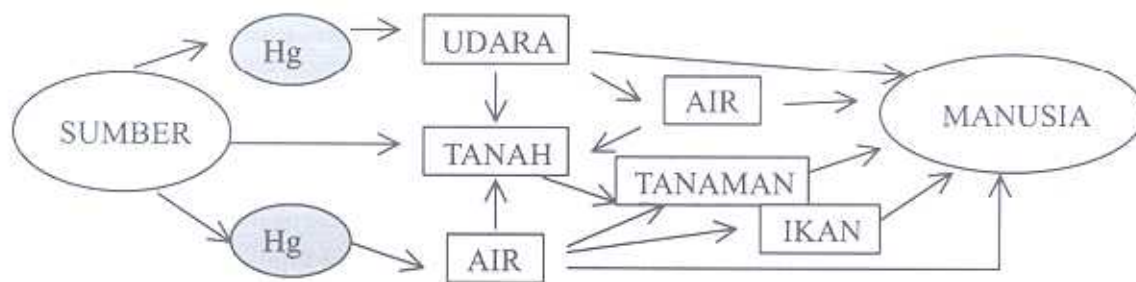 Hg
UDARA
AIR
MANUSIA
SUMBER
TANAH
TANAMAN
IKAN
Hg
AIR